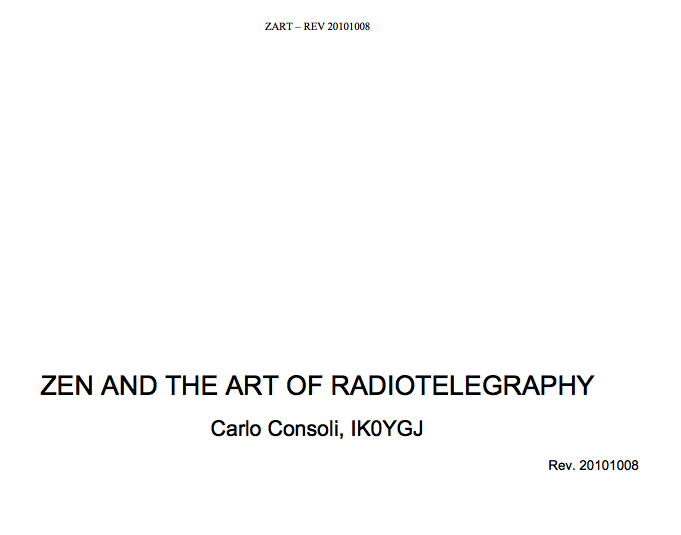 ZART – REV 20101008
ZEN AND THE ART OF RADIOTELEGRAPHY
Carlo Consoli, IK0YGJ
Rev. 20101008